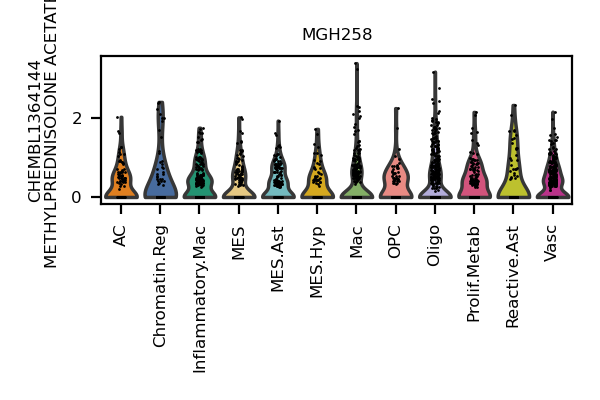 MGH258
CHEMBL1364144
METHYLPREDNISOLONE ACETATE
2
0
AC
Chromatin.Reg
Inflammatory.Mac
MES
MES.Ast
MES.Hyp
Mac
OPC
Oligo
Prolif.Metab
Reactive.Ast
Vasc